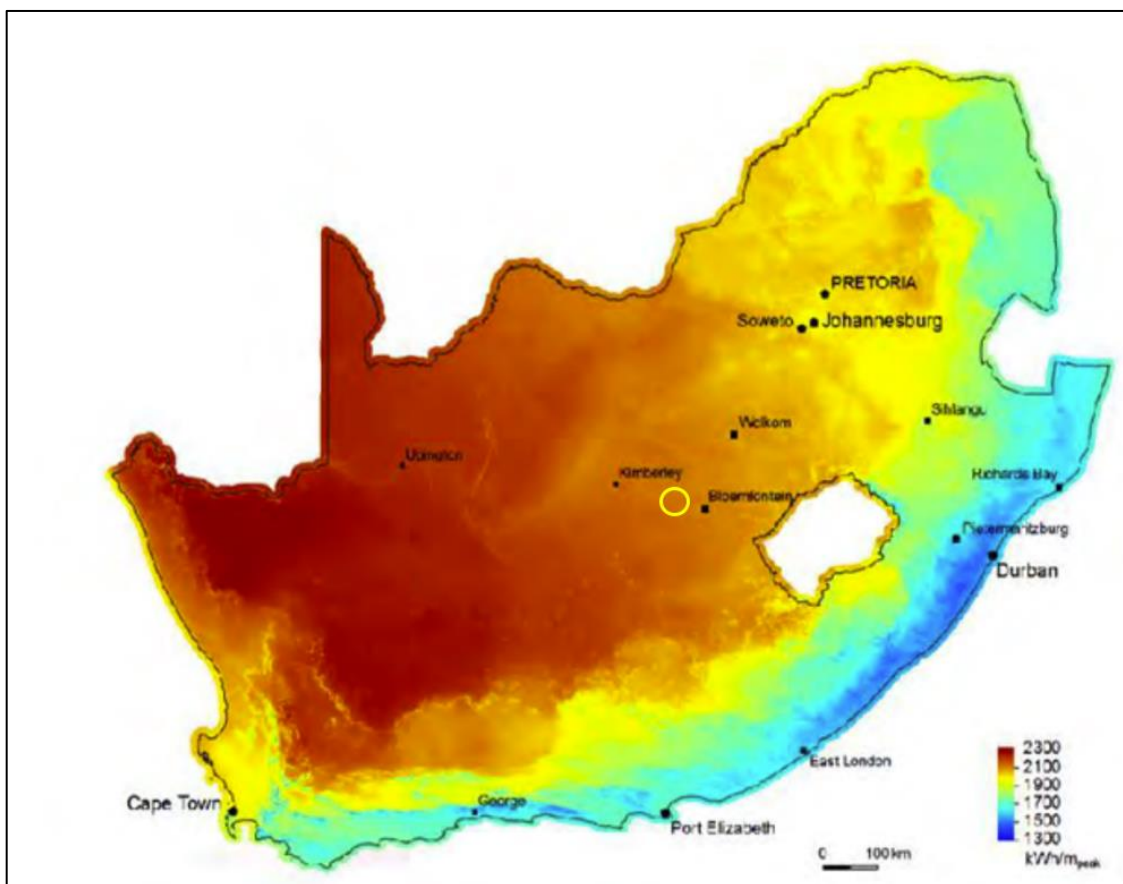 PRETORIA
Soweto
Johannesburg
Welkom
Upington
Kimberley
Bloemfontein
Richards Bay
Pietermaritzburg
Durban
East London
Cape Town
George
Port Elizabeth
2300
2100
1900
1700
1500
1300
0 100 km
kWh/m peak